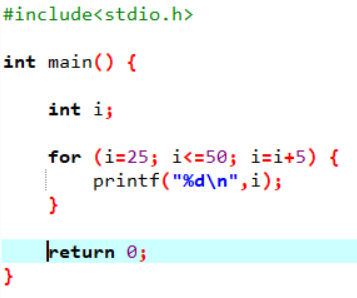 #include<stdio.h>
int main() {
int i;
for (i=25; i<=50; i=i+5) {
printf("%d\n",i);
}
return 0;
}